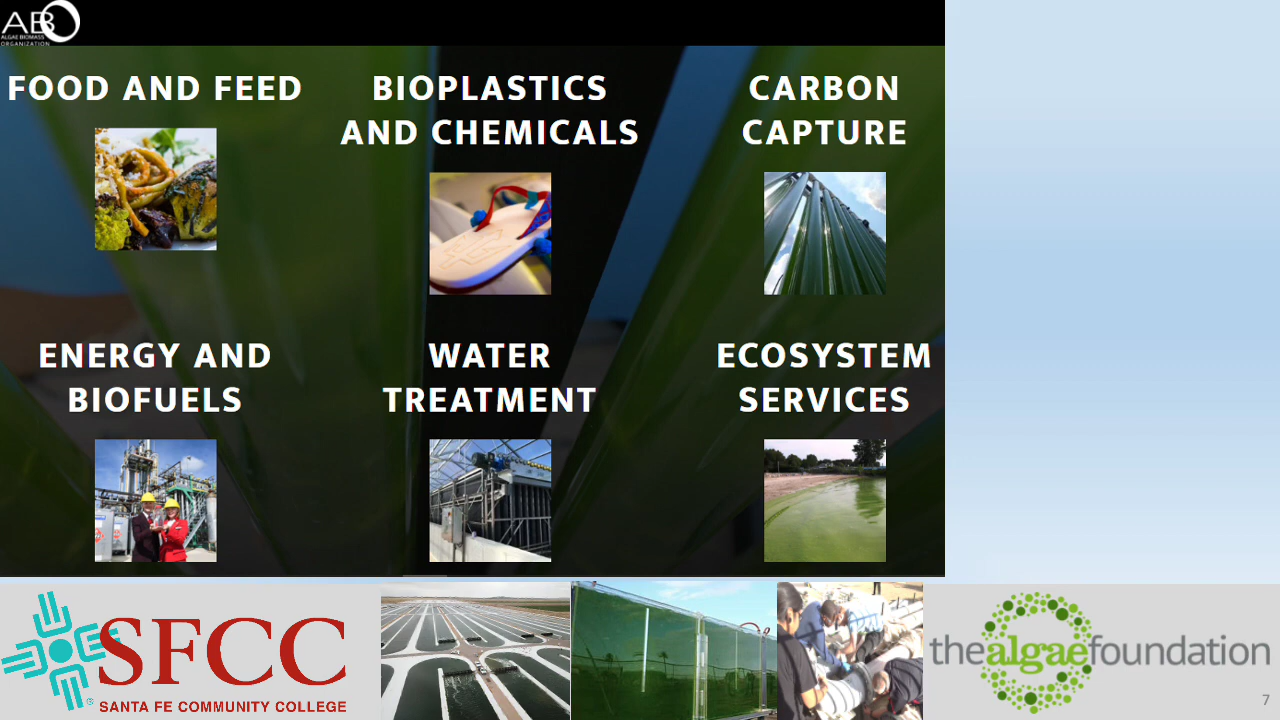 ABO
ALGAE BIOMASS
ORGANIZATION
FOOD AND FEED
BIOPLASTICS
AND CHEMICALS
CARBON
CAPTURE
ENERGY AND
BIOFUELS
WATER
TREATMENT
ECOSYSTEM
SERVICES
SFCC
®
SANTA FE COMMUNITY COLLEGE
thealgaefoundation
7